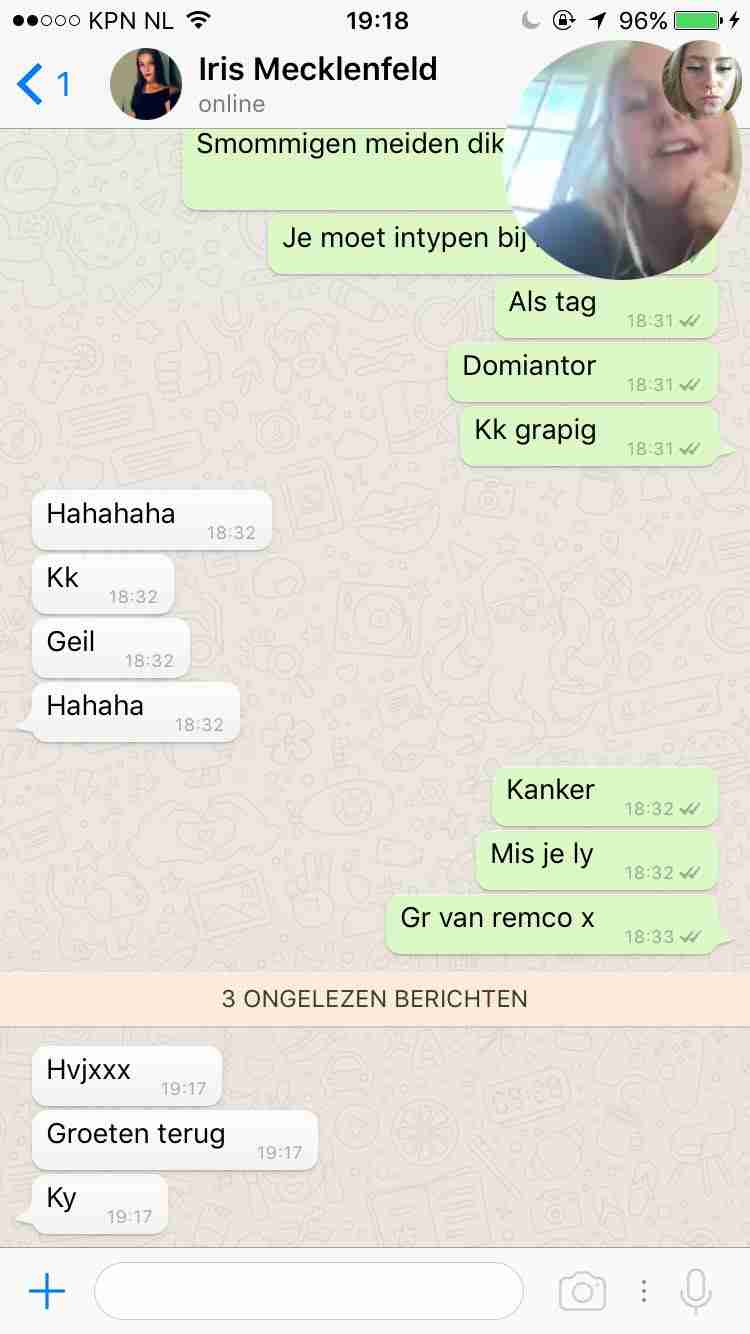 KPN NL 19:18 96%
1 Iris Mecklenfeld
online
Smommigen meiden dik
Je moet intypen bij
Als tag 18:31
Domiantor 18:31
Kk grapig 18:31
Hahahaha 18:32
Kk 18:32
Geil 18:32
Hahaha 18:32
Kanker 18:32
Mis je ly 18:32
Gr van remco x 18:33
3 ONGELEZEN BERICHTEN
Hvjxxx 19:17
Groeten terug 19:17
Ky 19:17